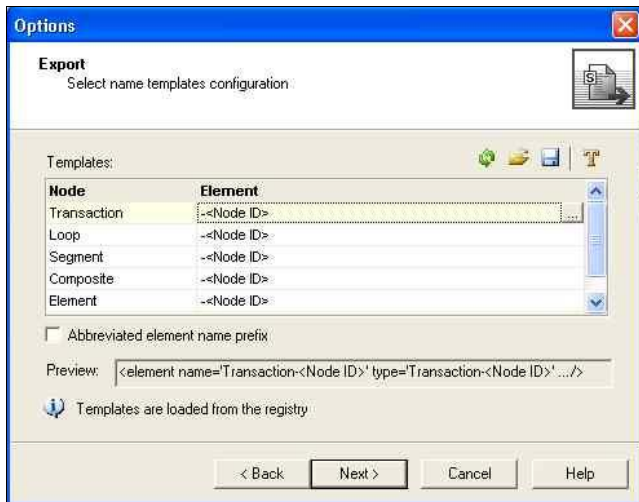 Options
Export
Select name templates configuration
Templates:
Node Element
Transaction -<Node ID> ...
Loop -<Node ID>
Segment -<Node ID>
Composite -<Node ID>
Element -<Node ID>
Abbreviated element name prefix
Preview: <element name='Transaction-<Node ID>' type='Transaction-<Node ID>' .../>
Templates are loaded from the registry
< Back Next > Cancel Help